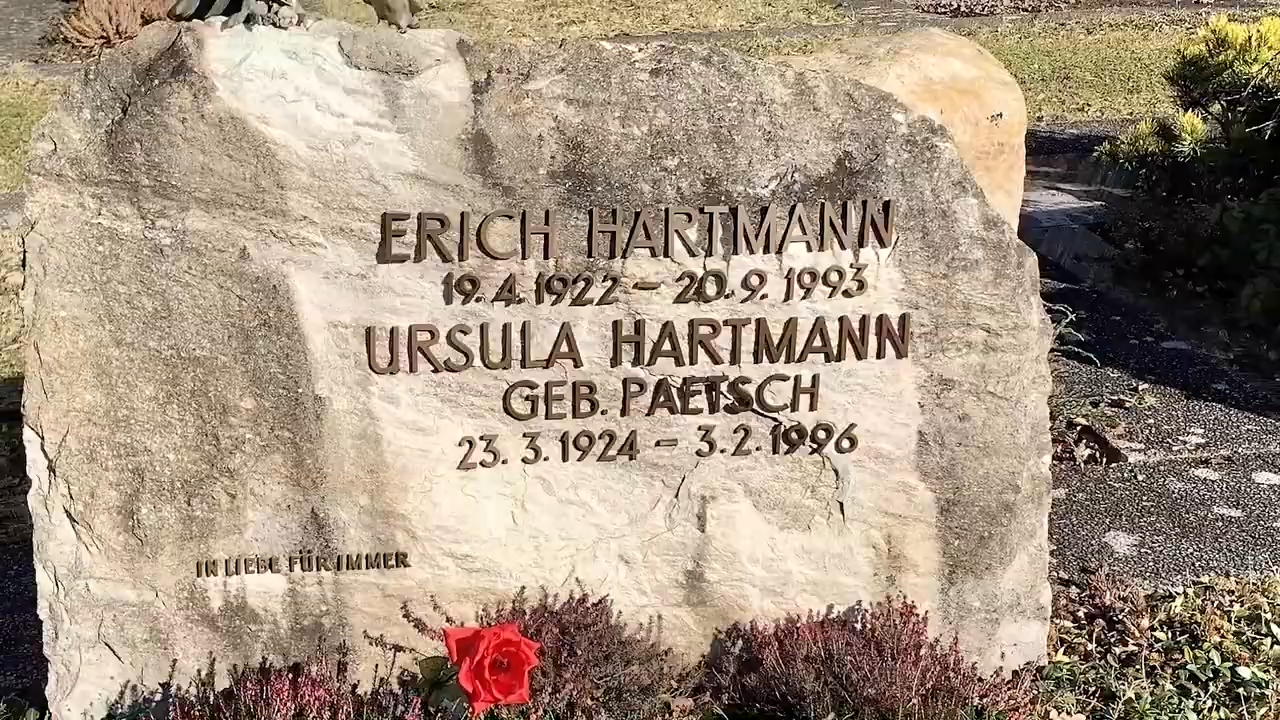 ERICH HARTMANN
19.4.1922 – 20.9.1993
URSULA HARTMANN
GEB. PAETSCH
23.3.1924 – 3.2.1996
IN LIEBE FÜR IMMER